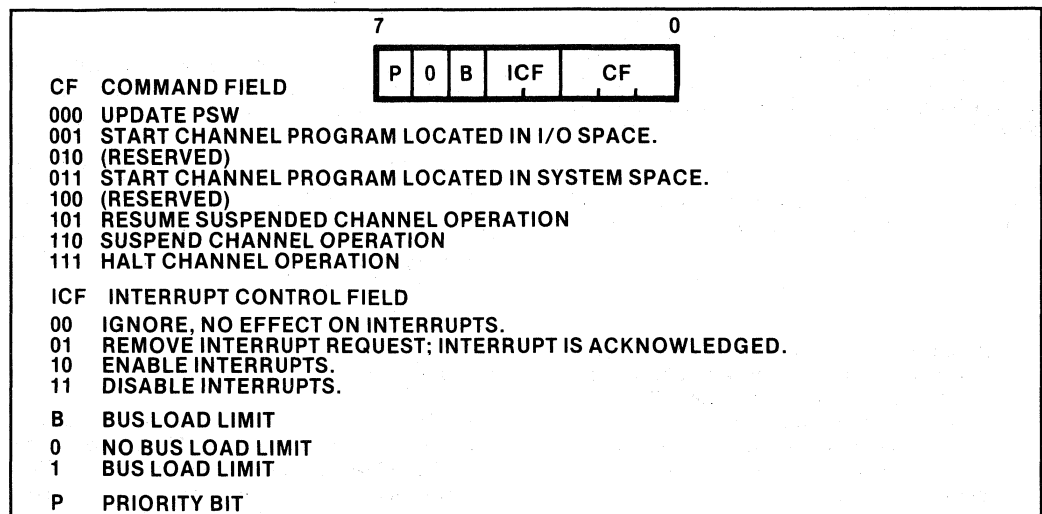 7 0
P 0 B ICF CF
CF COMMAND FIELD
000 UPDATE PSW
001 START CHANNEL PROGRAM LOCATED IN I/O SPACE.
010 (RESERVED)
011 START CHANNEL PROGRAM LOCATED IN SYSTEM SPACE.
100 (RESERVED)
101 RESUME SUSPENDED CHANNEL OPERATION
110 SUSPEND CHANNEL OPERATION
111 HALT CHANNEL OPERATION
ICF INTERRUPT CONTROL FIELD
00 IGNORE, NO EFFECT ON INTERRUPTS.
01 REMOVE INTERRUPT REQUEST; INTERRUPT IS ACKNOWLEDGED.
10 ENABLE INTERRUPTS.
11 DISABLE INTERRUPTS.
B BUS LOAD LIMIT
0 NO BUS LOAD LIMIT
1 BUS LOAD LIMIT
P PRIORITY BIT